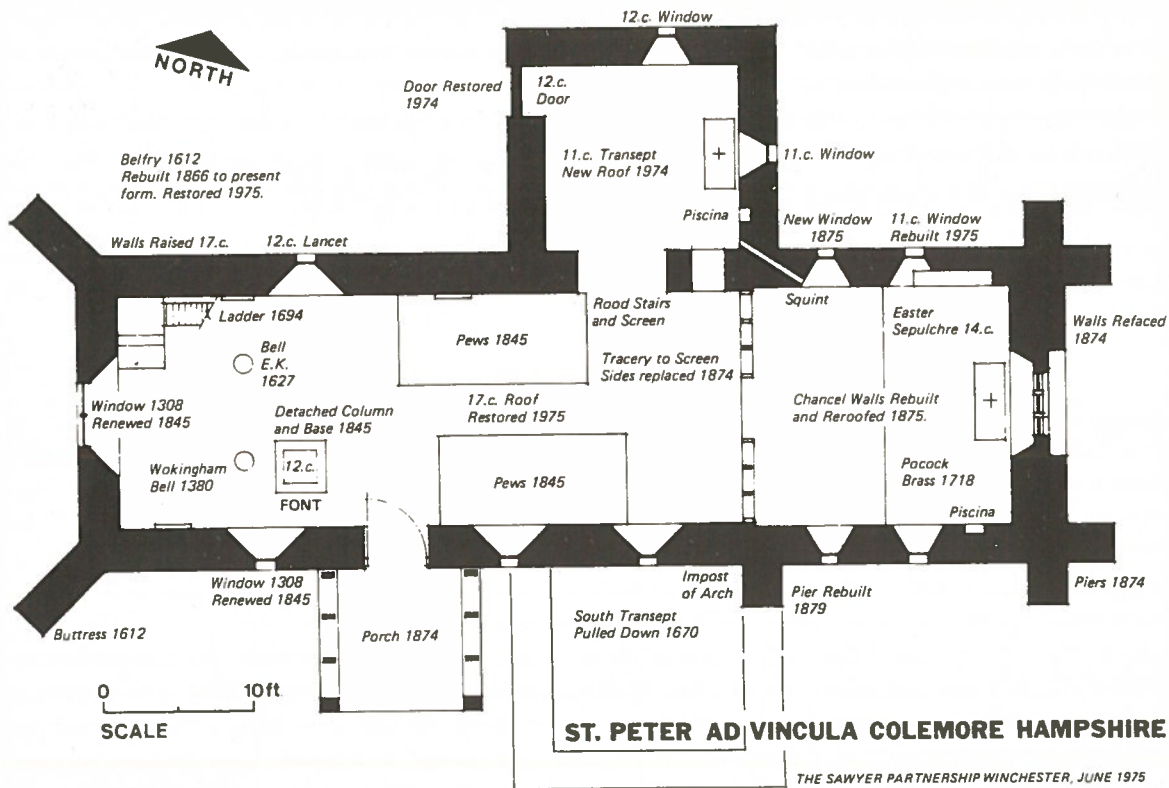 12.c. Window
NORTH
Door Restored
1974
12.c.
Door
Belfry 1612
Rebuilt 1866 to present
form. Restored 1975.
11.c. Transept
New Roof 1974
11.c. Window
Piscina
New Window
1875
11.c. Window
Rebuilt 1975
Walls Raised 17.c.
12.c. Lancet
Ladder 1694
Rood Stairs
and Screen
Squint
Easter
Sepulchre 14.c.
Walls Refaced
1874
Bell
E.K.
1627
Pews 1845
Tracery to Screen
Sides replaced 1874
Window 1308
Renewed 1845
Detached Column
and Base 1845
17.c. Roof
Restored 1975
Chancel Walls Rebuilt
and Reroofed 1875.
Wokingham
Bell 1380
12.c.
FONT
Pews 1845
Pocock
Brass 1718
Piscina
Window 1308
Renewed 1845
Impost
of Arch
Pier Rebuilt
1879
Piers 1874
Buttress 1612
Porch 1874
South Transept
Pulled Down 1670
0 10ft.
SCALE
ST. PETER AD VINCULA COLEMORE HAMPSHIRE
THE SAWYER PARTNERSHIP WINCHESTER, JUNE 1975